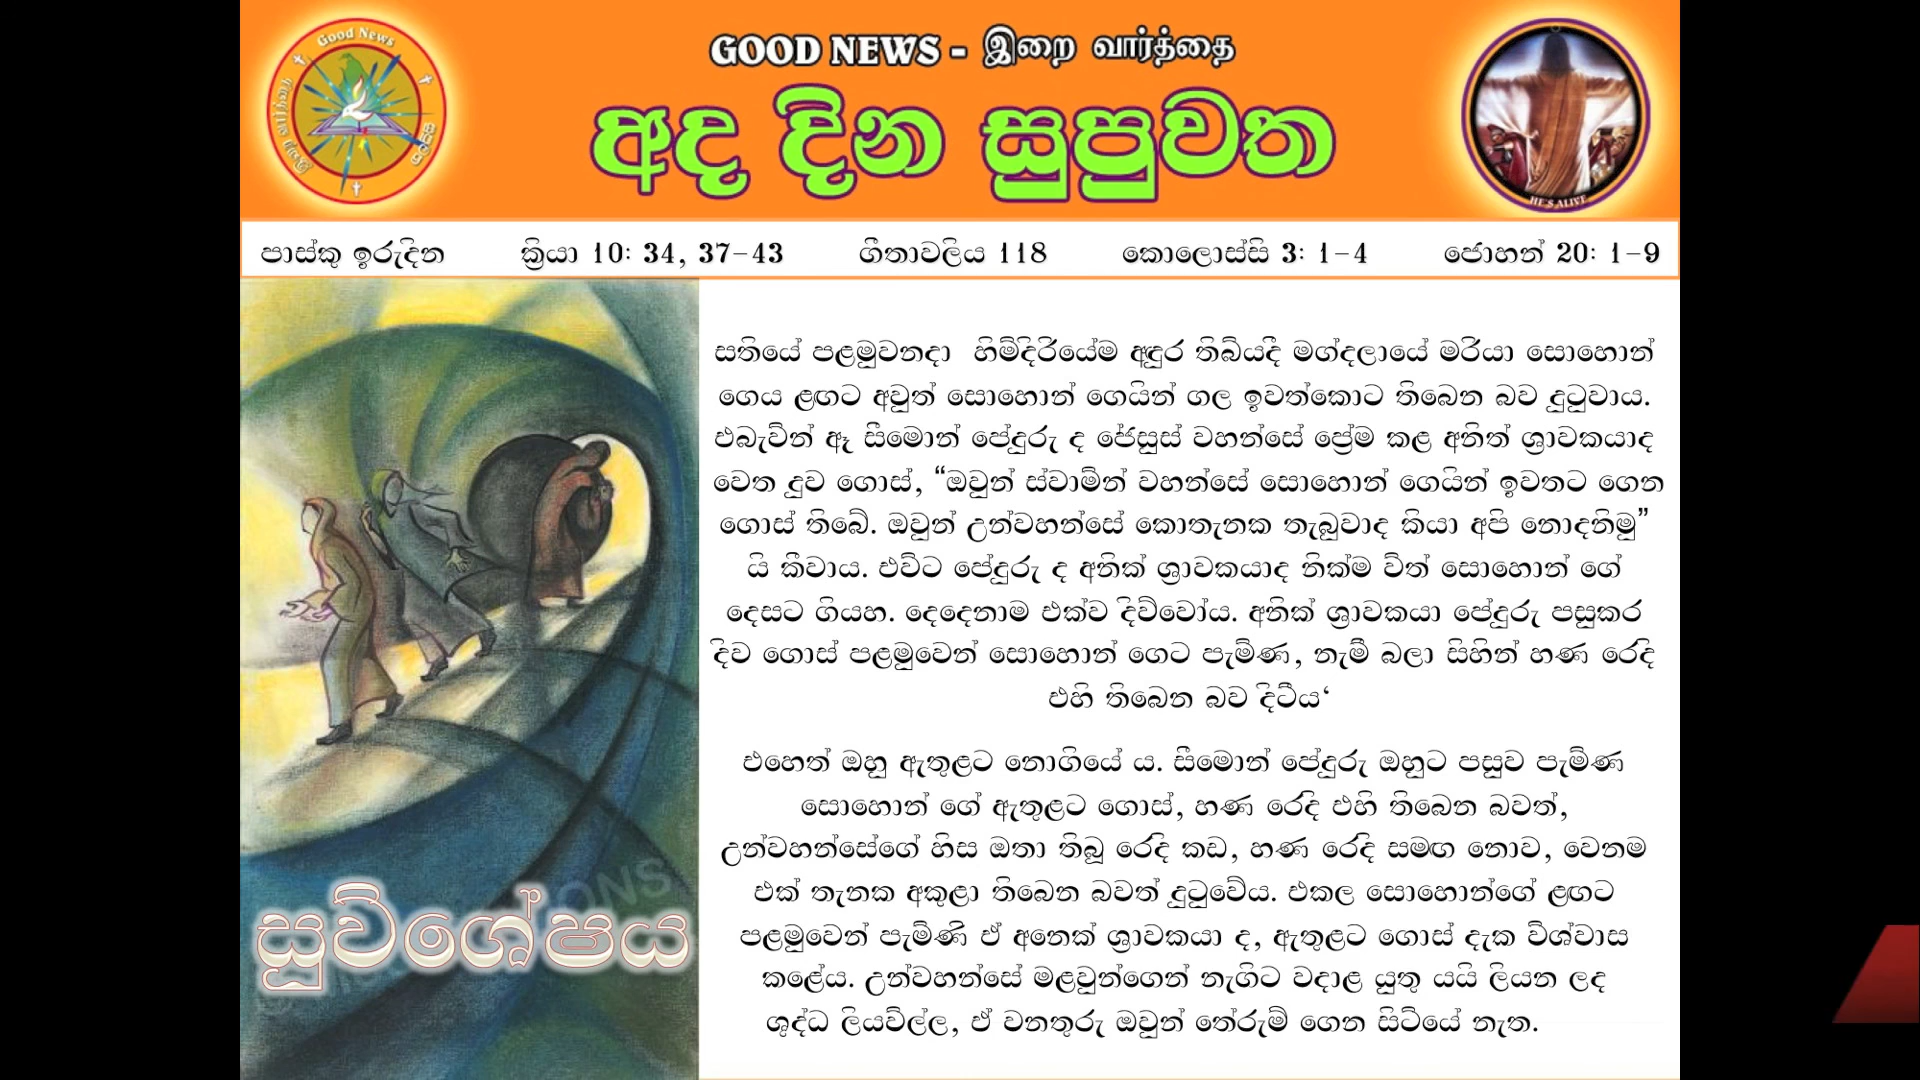 Good News
GOOD NEWS - இறை வார்த்தை
අද දින සුපුවත
HE'S ALIVE
පාස්කු ඉරුදින ක්‍රියා 10: 34, 37-43 ගීතාවලිය 118 කොලොස්සි 3: 1-4 ජොහන් 20: 1-9
සතියේ පළමුවනදා හිමිදිරියේම අඳුර තිබියදී මග්දලායේ මරියා සොහොන්
ගෙය ළඟට අවුත් සොහොන් ගෙයින් ගල ඉවත්කොට තිබෙන බව දුටුවාය.
එබැවින් ඈ සීමොන් පේදුරු ද ජේසුස් වහන්සේ ප්‍රේම කළ අනිත් ශ්‍රාවකයාද
වෙත දුව ගොස්, “ඔවුන් ස්වාමින් වහන්සේ සොහොන් ගෙයින් ඉවතට ගෙන
ගොස් තිබේ. ඔවුන් උන්වහන්සේ කොතැනක තැබුවාද කියා අපි නොදනිමු”
යි කීවාය. එවිට පේදුරු ද අනික් ශ්‍රාවකයාද නික්ම විත් සොහොන් ගේ
දෙසට ගියහ. දෙදෙනාම එක්ව දිව්වෝය. අනික් ශ්‍රාවකයා පේදුරු පසුකර
දිව ගොස් පළමුවෙන් සොහොන් ගෙට පැමිණ, නැමී බලා සිහින් හණ රෙදි
එහි තිබෙන බව දිටීය‘
එහෙත් ඔහු ඇතුළට නොගියේ ය. සීමොන් පේදුරු ඔහුට පසුව පැමිණ
සොහොන් ගේ ඇතුළට ගොස්, හණ රෙදි එහි තිබෙන බවත්,
උන්වහන්සේගේ හිස ඔතා තිබූ රෙදි කඩ, හණ රෙදි සමඟ නොව, වෙනම
එක් තැනක අකුළා තිබෙන බවත් දුටුවේය. එකල සොහොන්ගේ ළඟට
පළමුවෙන් පැමිණි ඒ අනෙක් ශ්‍රාවකයා ද, ඇතුළට ගොස් දැක විශ්වාස
කළේය. උන්වහන්සේ මළවුන්ගෙන් නැගිට වදාළ යුතු යයි ලියන ලද
ශුද්ධ ලියවිල්ල, ඒ වනතුරු ඔවුන් තේරුම් ගෙන සිටියේ නැත.
සුවිශේෂය